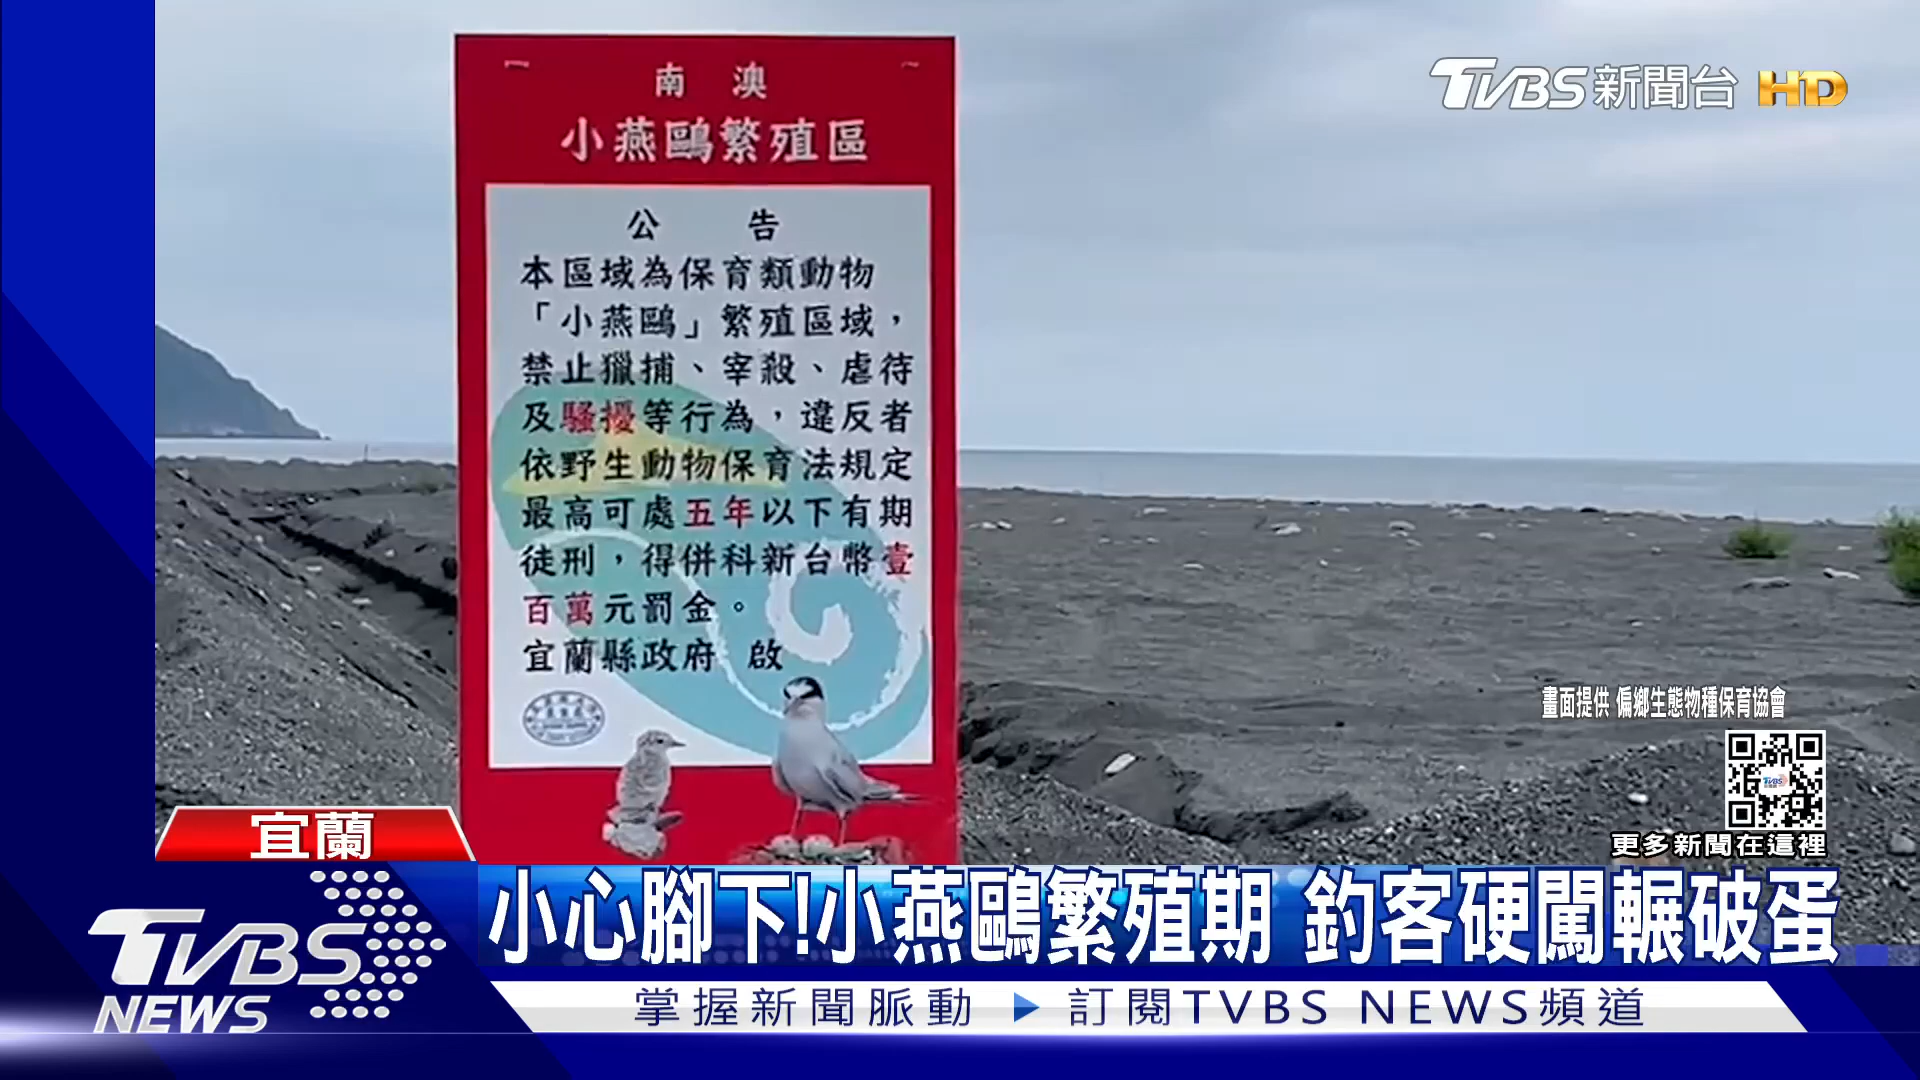 TVBS新聞台 HD
南澳
小燕鷗繁殖區
公告
本區域為保育類動物
「小燕鷗」繁殖區域，
禁止獵捕、宰殺、虐待
及騷擾等行為，違反者
依野生動物保育法規定
最高可處五年以下有期
徒刑，得併科新台幣壹
百萬元罰金。
宜蘭縣政府 啟
畫面提供 偏鄉生態物種保育協會
TVBS
更多新聞在這裡
宜蘭
小心腳下!小燕鷗繁殖期 釣客硬闖輾破蛋
TVBS
NEWS
掌握新聞脈動 ▶ 訂閱TVBS NEWS頻道